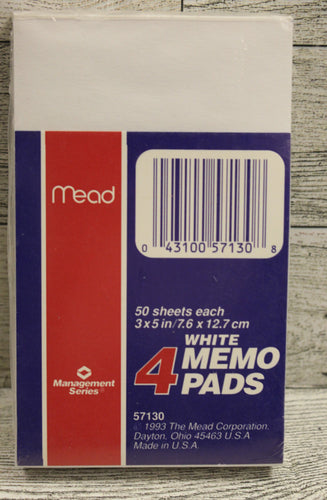 mead
0 43100 57130 8
50 sheets each
3 x 5 in/7.6 x 12.7 cm
4 WHITE
MEMO
PADS
Management
Series®
57130
© 1993 The Mead Corporation,
Dayton, Ohio 45463 U.S.A.
Made in U.S.A.